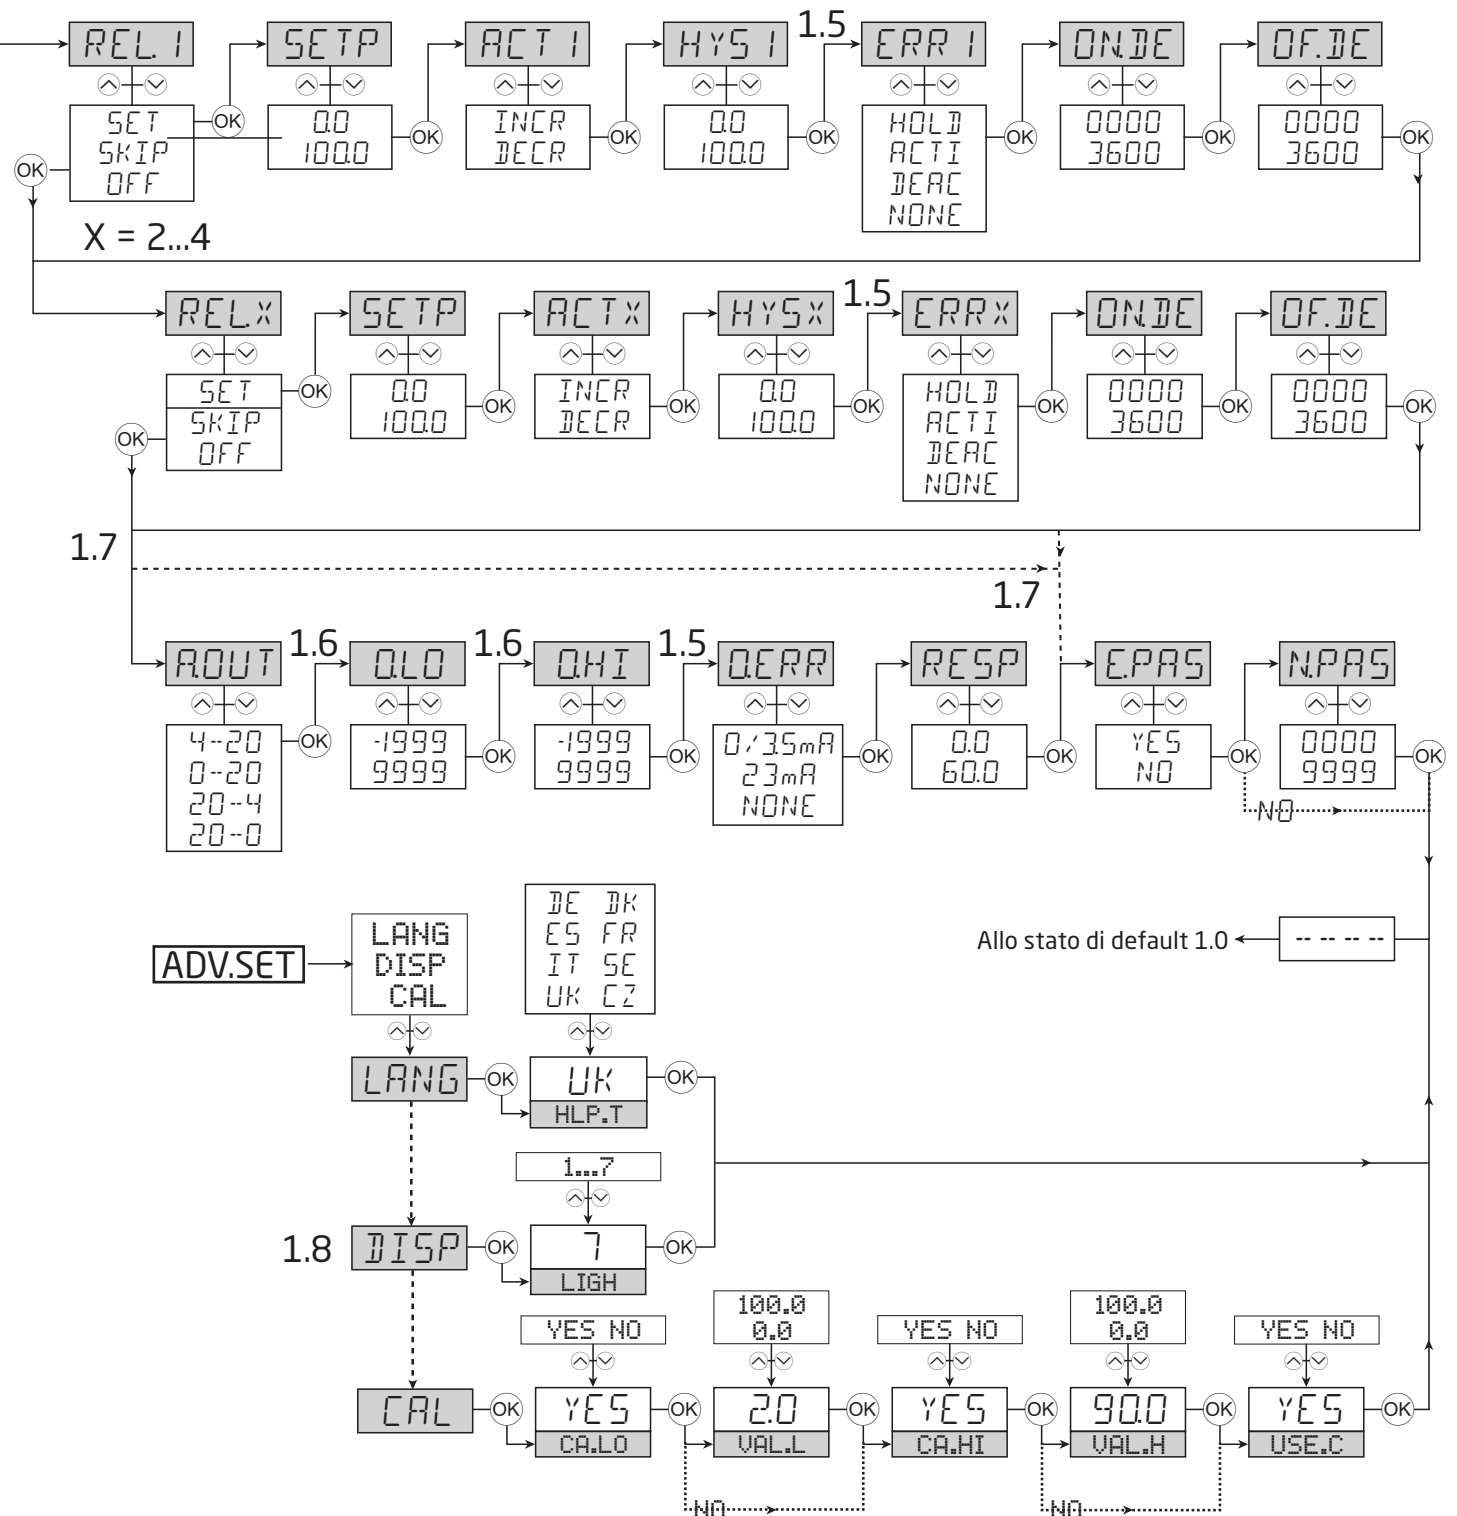 1.5
REL.1 SETP ACT1 HYS1 ERR1 ON.DE OF.DE
SET
SKIP
OFF
OK
OK
0.0
100.0
OK
INCR
DECR
OK
0.0
100.0
OK
HOLD
ACTI
DEAC
NONE
OK
0000
3600
OK
0000
3600
OK
X = 2...4
1.5
REL.X SETP ACTX HYSX ERRX ON.DE OF.DE
SET
SKIP
OFF
OK
OK
0.0
100.0
OK
INCR
DECR
OK
0.0
100.0
OK
HOLD
ACTI
DEAC
NONE
OK
0000
3600
OK
0000
3600
OK
1.7
1.7
1.6 1.6 1.5
A.OUT O.LO O.HI O.ERR RESP E.PAS N.PAS
4--20
0--20
20--4
20--0
OK
-1999
9999
OK
-1999
9999
OK
0/3.5mA
23mA
NONE
OK
0.0
60.0
OK
YES
NO
OK
NO
0000
9999
OK
Allo stato di default 1.0
-- -- -- --
ADV.SET
LANG
DISP
CAL
DE DK
ES FR
IT SE
UK CZ
LANG
OK
UK
HLP.T
OK
1...7
1.8
DISP
OK
7
LIGH
OK
YES NO
100.0
0.0
YES NO
100.0
0.0
YES NO
CAL
OK
YES
CA.LO
OK
2.0
VAL.L
OK
YES
CA.HI
OK
90.0
VAL.H
OK
YES
USE.C
OK
NO
NO